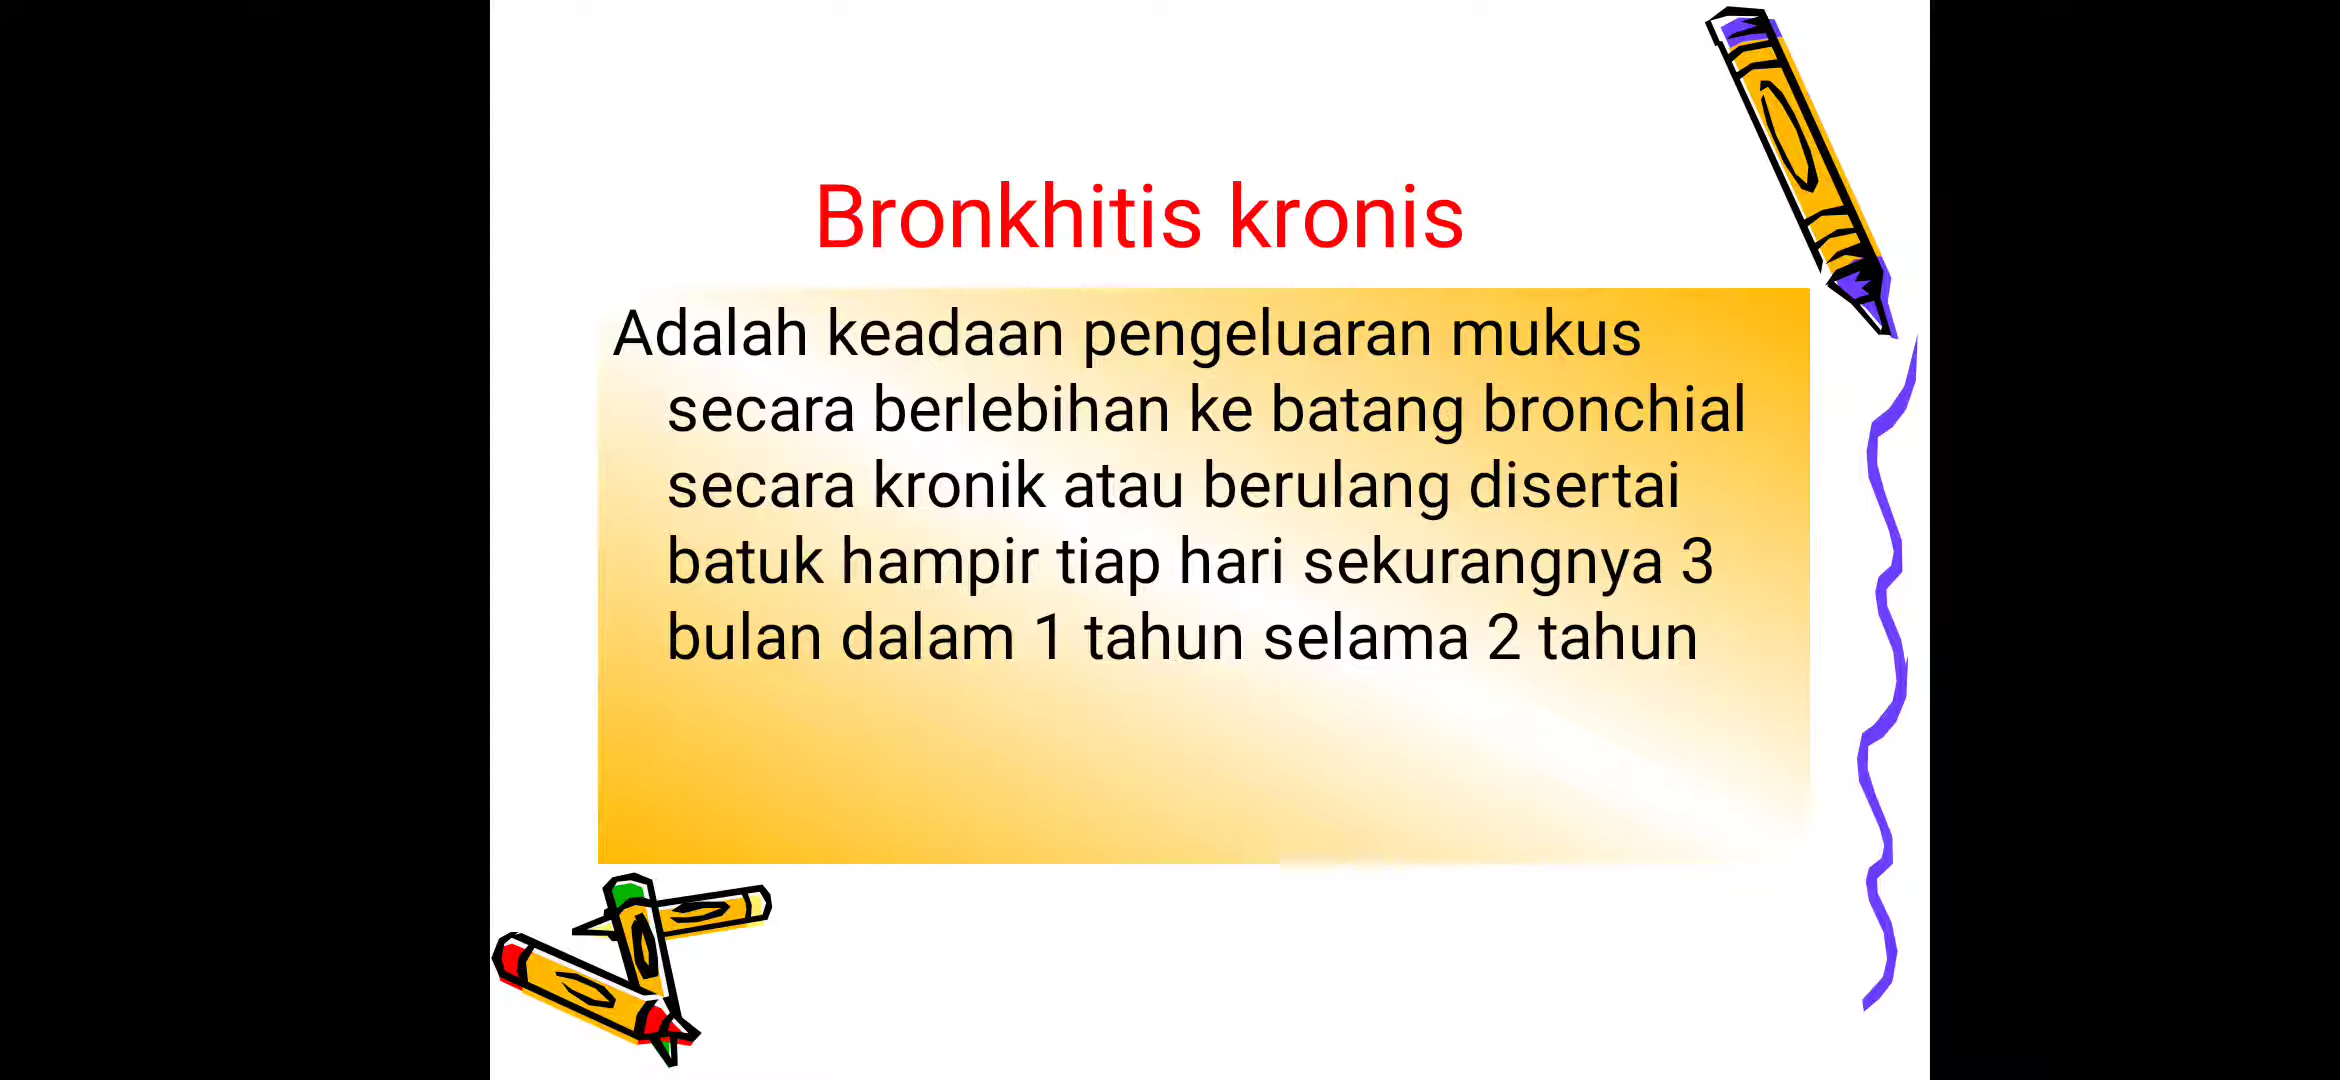 Bronkhitis kronis
Adalah keadaan pengeluaran mukus
secara berlebihan ke batang bronchial
secara kronik atau berulang disertai
batuk hampir tiap hari sekurangnya 3
bulan dalam 1 tahun selama 2 tahun